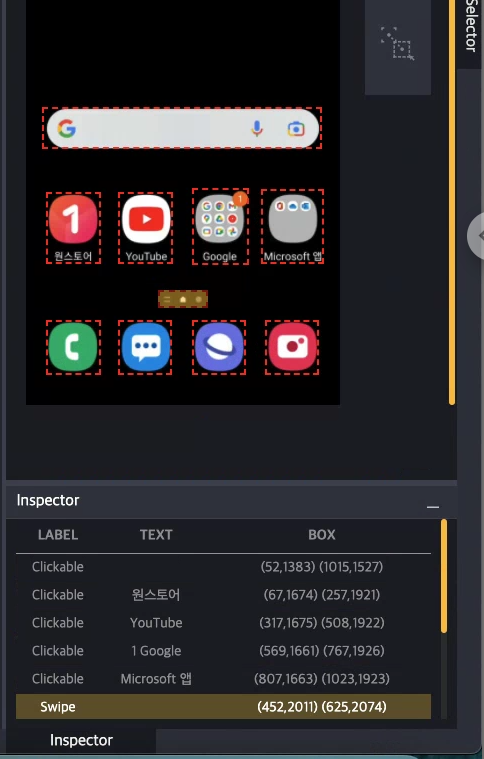 Selector
1
원스토어
YouTube
Google
Microsoft 앱
Inspector
LABEL TEXT BOX
Clickable (52,1383) (1015,1527)
Clickable 원스토어 (67,1674) (257,1921)
Clickable YouTube (317,1675) (508,1922)
Clickable 1 Google (569,1661) (767,1926)
Clickable Microsoft 앱 (807,1663) (1023,1923)
Swipe (452,2011) (625,2074)
Inspector